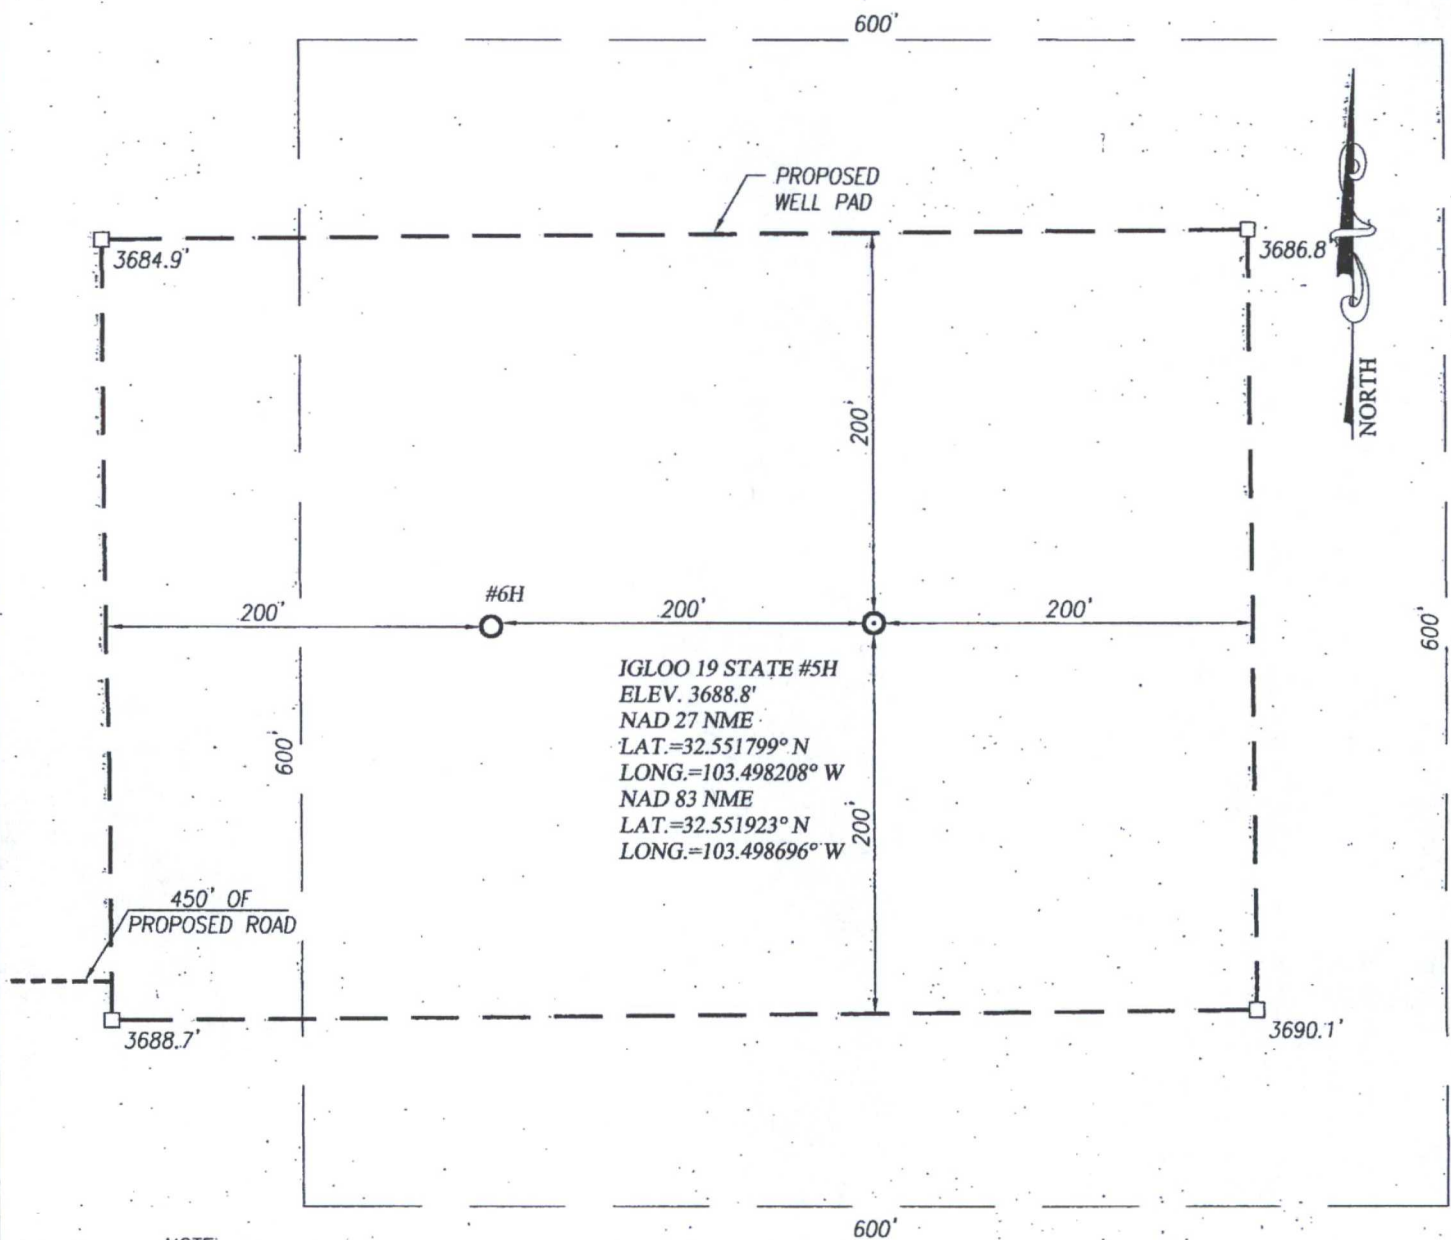 600'
PROPOSED
WELL PAD
3684.9'
3686.8'
NORTH
200'
#6H
200'
200'
200'
600'
IGLOO 19 STATE #5H
ELEV. 3688.8'
NAD 27 NME
LAT.=32.551799° N
LONG.=103.498208° W
NAD 83 NME
LAT.=32.551923° N
LONG.=103.498696° W
600'
200'
450' OF
PROPOSED ROAD
3688.7'
3690.1'
600'
NOTE